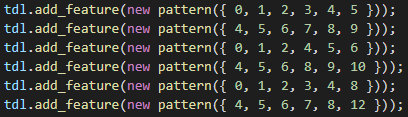 tdl.add_feature(new pattern({ 0, 1, 2, 3, 4, 5 }));
tdl.add_feature(new pattern({ 4, 5, 6, 7, 8, 9 }));
tdl.add_feature(new pattern({ 0, 1, 2, 4, 5, 6 }));
tdl.add_feature(new pattern({ 4, 5, 6, 8, 9, 10 }));
tdl.add_feature(new pattern({ 0, 1, 2, 3, 4, 8 }));
tdl.add_feature(new pattern({ 4, 5, 6, 7, 8, 12 }));